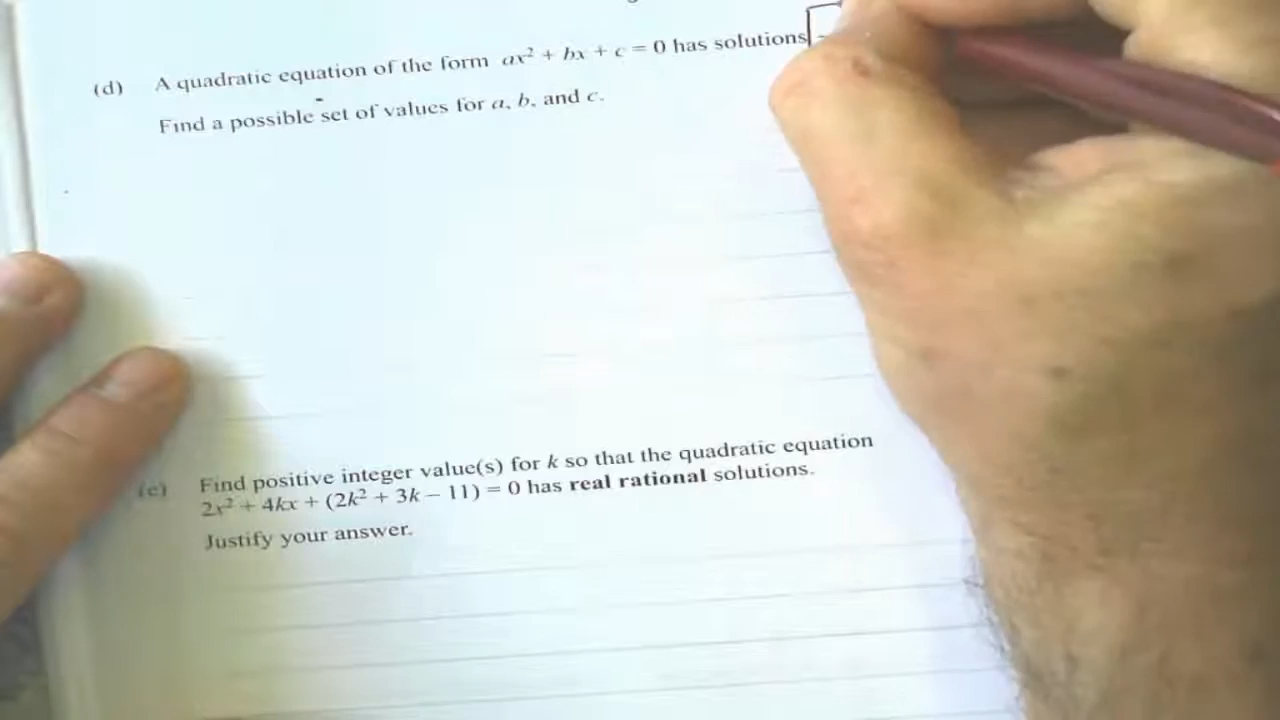 (d) A quadratic equation of the form ax² + bx + c = 0 has solutions
Find a possible set of values for a, b, and c.
(e) Find positive integer value(s) for k so that the quadratic equation
2x² + 4kx + (2k² + 3k – 11) = 0 has real rational solutions.
Justify your answer.